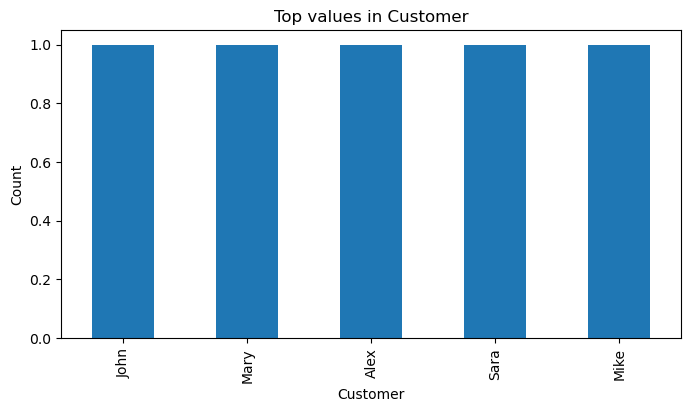 Top values in Customer
Count
1.0
0.8
0.6
0.4
0.2
0.0
John
Mary
Alex
Sara
Mike
Customer